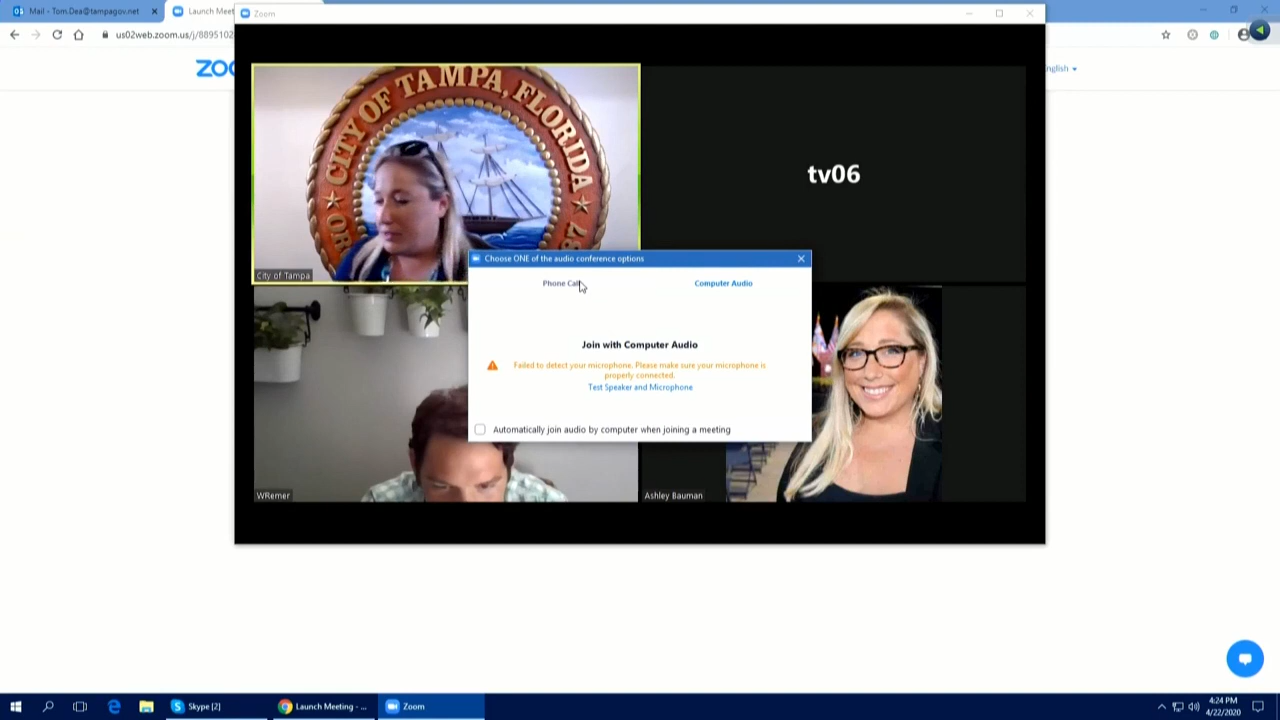 Mail - Tom.Dea@tampagov.net
Launch Meet
Zoom
us02web.zoom.us/j/8895102
ZOO
nglish
CITY OF TAMPA, FLORIDA
87
City of Tampa
tv06
Choose ONE of the audio conference options
Phone Call
Computer Audio
Join with Computer Audio
Failed to detect your microphone. Please make sure your microphone is
properly connected.
Test Speaker and Microphone
Automatically join audio by computer when joining a meeting
WRemer
Ashley Bauman
Skype [2]
Launch Meeting - ...
Zoom
4:24 PM
4/22/2020